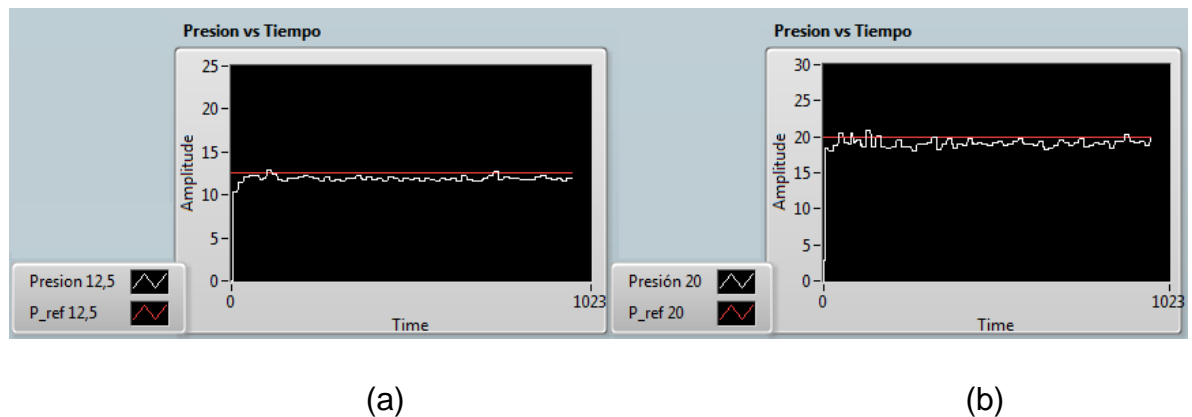 Presion vs Tiempo
25
20
15
10
5
0
Amplitude
0
1023
Time
Presion 12,5
P_ref 12,5
Presion vs Tiempo
30
25
20
15
10
5
0
Amplitude
0
1023
Time
Presión 20
P_ref 20
(a)
(b)